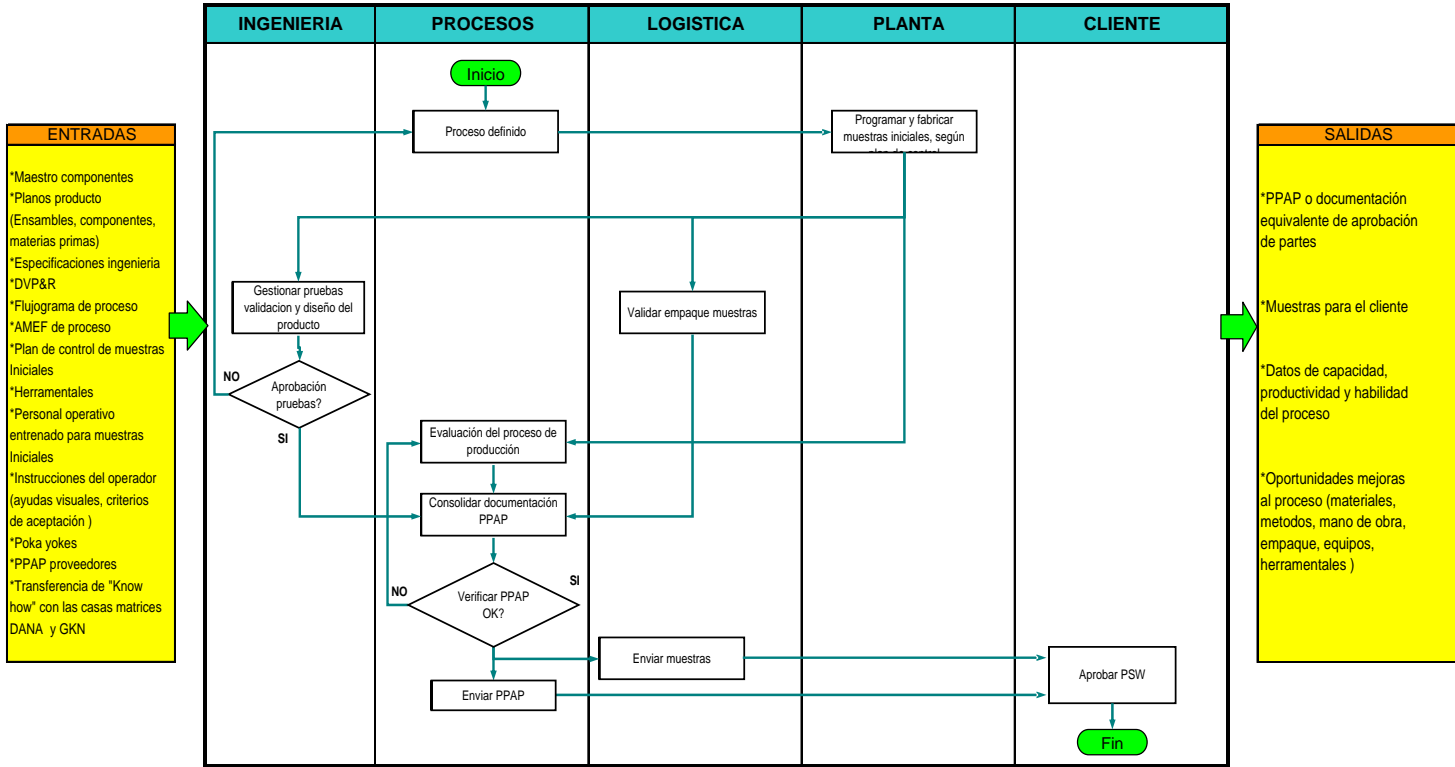 INGENIERIA
PROCESOS
LOGISTICA
PLANTA
CLIENTE
ENTRADAS
*Maestro componentes
*Planos producto
(Ensambles, componentes,
materias primas)
*Especificaciones ingenieria
*DVP&R
*Flujograma de proceso
*AMEF de proceso
*Plan de control de muestras
Iniciales
*Herramentales
*Personal operativo
entrenado para muestras
Iniciales
*Instrucciones del operador
(ayudas visuales, criterios
de aceptación )
*Poka yokes
*PPAP proveedores
*Transferencia de "Know
how" con las casas matrices
DANA y GKN
Inicio
Proceso definido
Programar y fabricar
muestras iniciales, según
plan de control
Gestionar pruebas
validacion y diseño del
producto
Validar empaque muestras
NO
Aprobación
pruebas?
SI
Evaluación del proceso de
producción
Consolidar documentación
PPAP
NO
Verificar PPAP
OK?
SI
Enviar muestras
Enviar PPAP
Aprobar PSW
Fin
SALIDAS
*PPAP o documentación
equivalente de aprobación
de partes
*Muestras para el cliente
*Datos de capacidad,
productividad y habilidad
del proceso
*Oportunidades mejoras
al proceso (materiales,
metodos, mano de obra,
empaque, equipos,
herramentales )